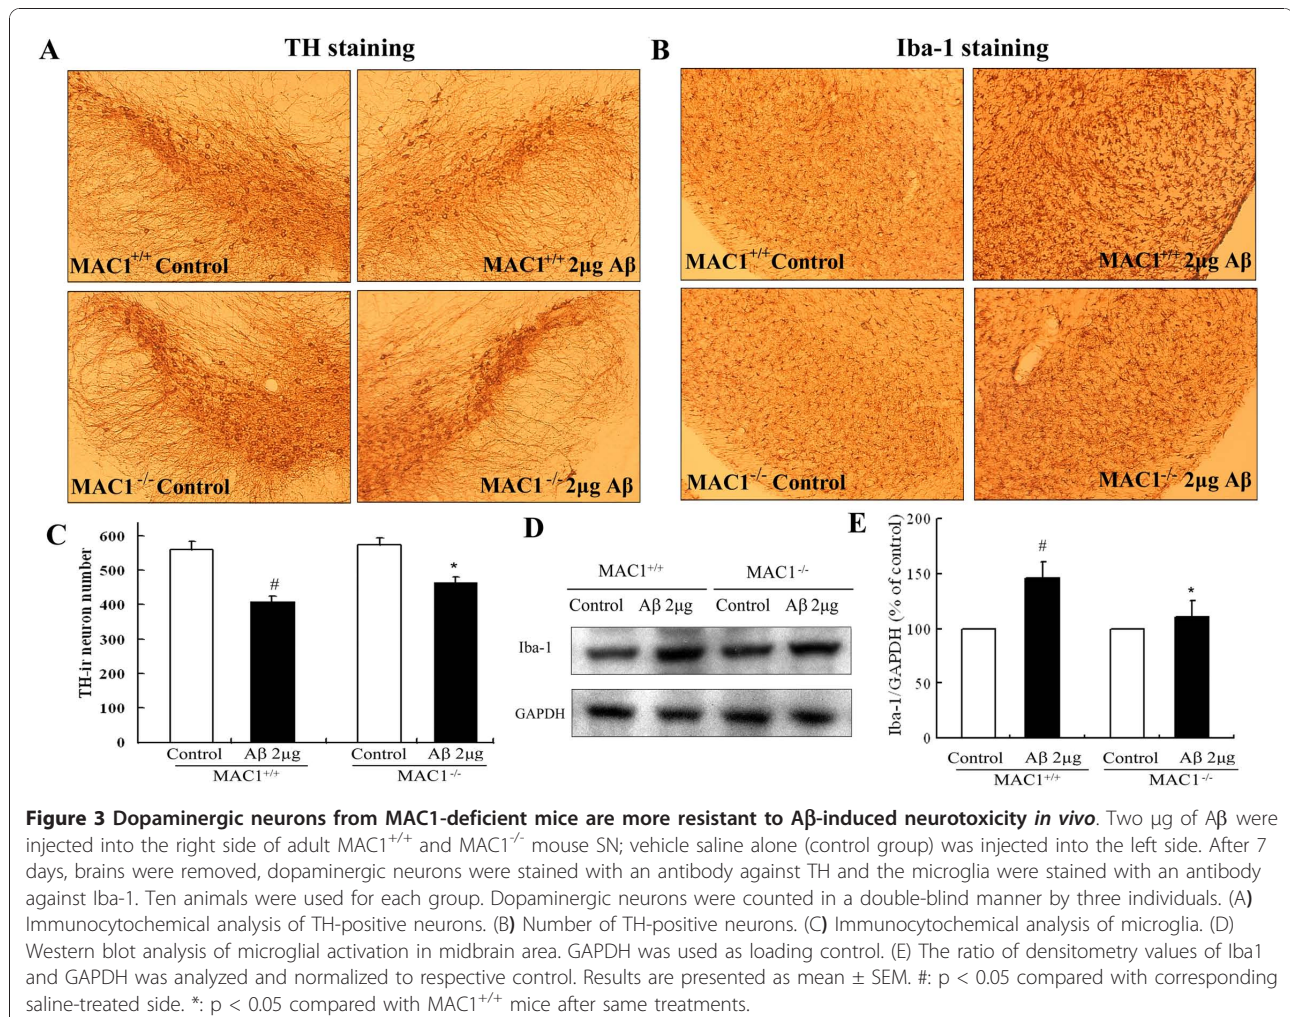 A
TH staining
B
Iba-1 staining
MAC1+/+ Control
MAC1+/+ 2μg Aβ
MAC1+/+ Control
MAC1+/+ 2μg Aβ
MAC1-/- Control
MAC1-/- 2μg Aβ
MAC1-/- Control
MAC1-/- 2μg Aβ
C
TH-ir neuron number
600
500
400
300
200
100
0
#
*
Control
Aβ 2μg
Control
Aβ 2μg
MAC1+/+
MAC1-/-
D
MAC1+/+
MAC1-/-
Control
Aβ 2μg
Control
Aβ 2μg
Iba-1
GAPDH
E
Iba-1/GAPDH (% of control)
200
150
100
50
0
#
*
Control
Aβ 2μg
Control
Aβ 2μg
MAC1+/+
MAC1-/-
Figure 3 Dopaminergic neurons from MAC1-deficient mice are more resistant to Aβ-induced neurotoxicity in vivo. Two μg of Aβ were
injected into the right side of adult MAC1+/+ and MAC1-/- mouse SN; vehicle saline alone (control group) was injected into the left side. After 7
days, brains were removed, dopaminergic neurons were stained with an antibody against TH and the microglia were stained with an antibody
against Iba-1. Ten animals were used for each group. Dopaminergic neurons were counted in a double-blind manner by three individuals. (A)
Immunocytochemical analysis of TH-positive neurons. (B) Number of TH-positive neurons. (C) Immunocytochemical analysis of microglia. (D)
Western blot analysis of microglial activation in midbrain area. GAPDH was used as loading control. (E) The ratio of densitometry values of Iba1
and GAPDH was analyzed and normalized to respective control. Results are presented as mean ± SEM. #: p < 0.05 compared with corresponding
saline-treated side. *: p < 0.05 compared with MAC1+/+ mice after same treatments.